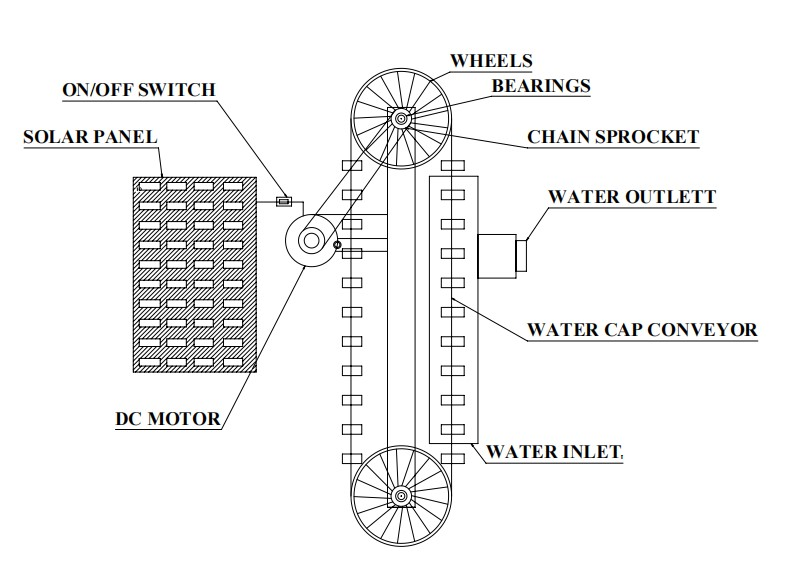 WHEELS
ON/OFF SWITCH
BEARINGS
SOLAR PANEL
CHAIN SPROCKET
WATER OUTLETT
WATER CAP CONVEYOR
DC MOTOR
WATER INLET,